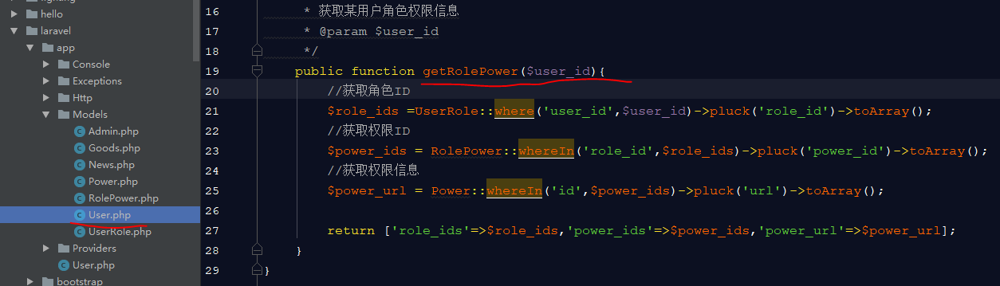 lighting
hello
laravel
app
Console
Exceptions
Http
Models
Admin.php
Goods.php
News.php
Power.php
RolePower.php
User.php
UserRole.php
Providers
User.php
bootstrap
16 * 获取某用户角色权限信息
17 * @param $user_id
18 */
19 public function getRolePower($user_id){
20 //获取角色ID
21 $role_ids =UserRole::where('user_id',$user_id)->pluck('role_id')->toArray();
22 //获取权限ID
23 $power_ids = RolePower::whereIn('role_id',$role_ids)->pluck('power_id')->toArray();
24 //获取权限信息
25 $power_url = Power::whereIn('id',$power_ids)->pluck('url')->toArray();
26
27 return ['role_ids'=>$role_ids,'power_ids'=>$power_ids,'power_url'=>$power_url];
28 }
29 }